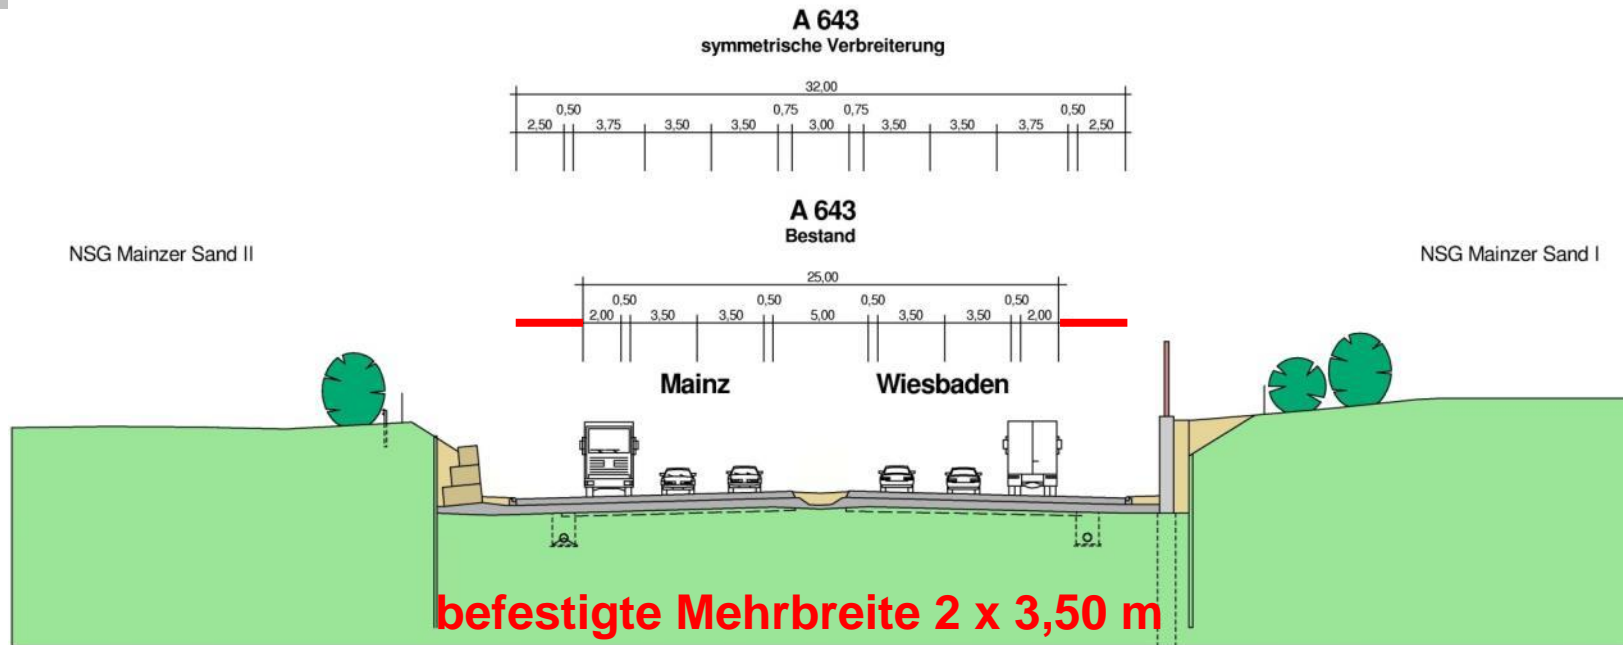 A 643
symmetrische Verbreiterung
32,00
0,50 0,75 0,75 0,50
2,50 3,75 3,50 3,50 3,00 3,50 3,50 3,75 2,50
A 643
Bestand
NSG Mainzer Sand II
NSG Mainzer Sand I
25,00
0,50 0,50 0,50 0,50
2,00 3,50 3,50 5,00 3,50 3,50 2,00
Mainz Wiesbaden
befestigte Mehrbreite 2 x 3,50 m